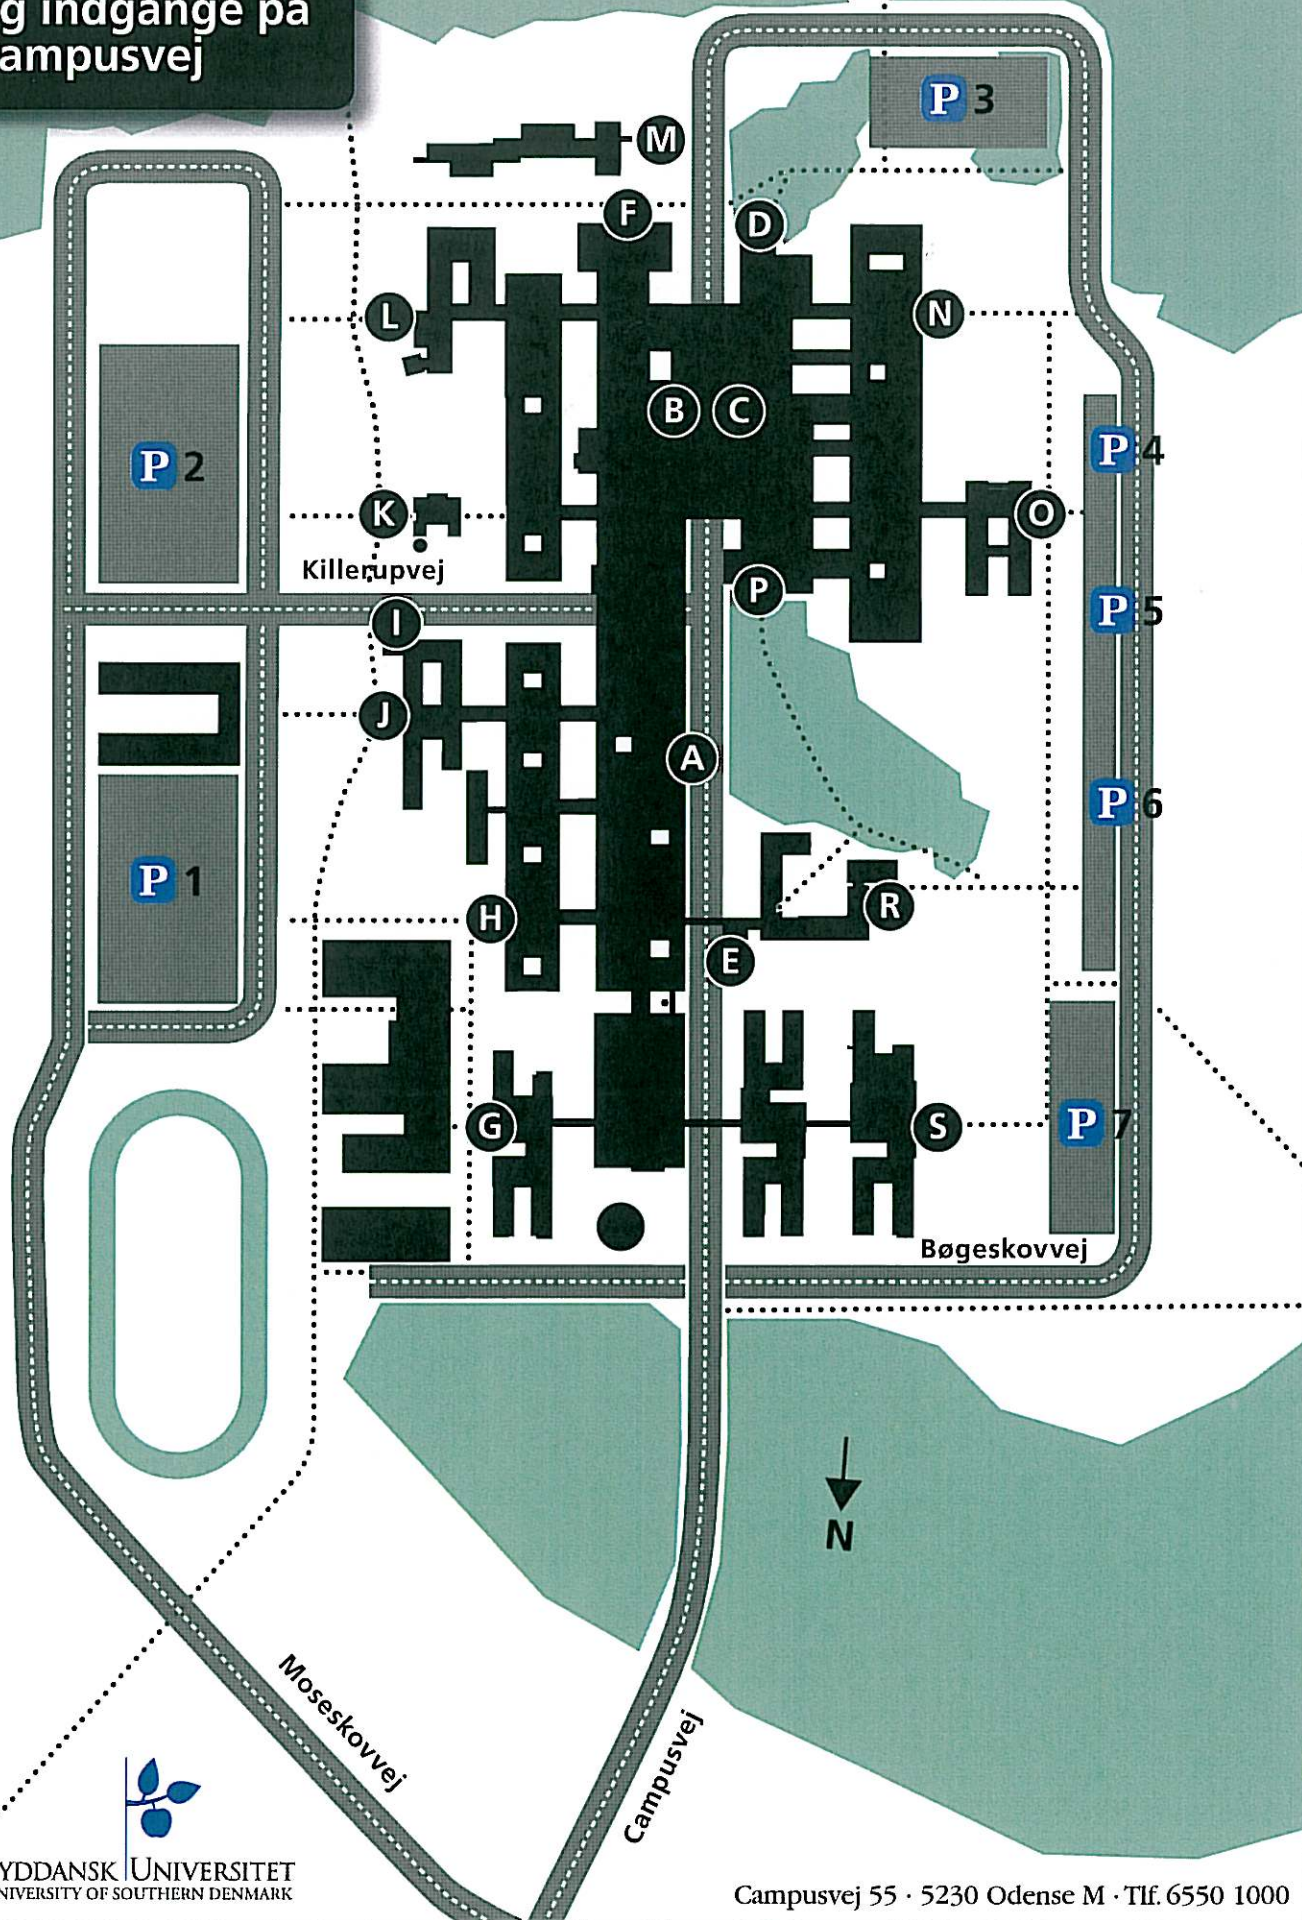 g indgange på
ampusvej
P 3
M
F
D
L
N
B C
P 4
P 2
K
O
Killerupvej
P
P 5
I
J
A
P 6
P 1
R
H
E
G
S
P 7
Bøgeskovvej
N
Moseskovvej
Campusvej
YDDANSK UNIVERSITET
NIVERSITY OF SOUTHERN DENMARK
Campusvej 55 · 5230 Odense M · Tlf. 6550 1000